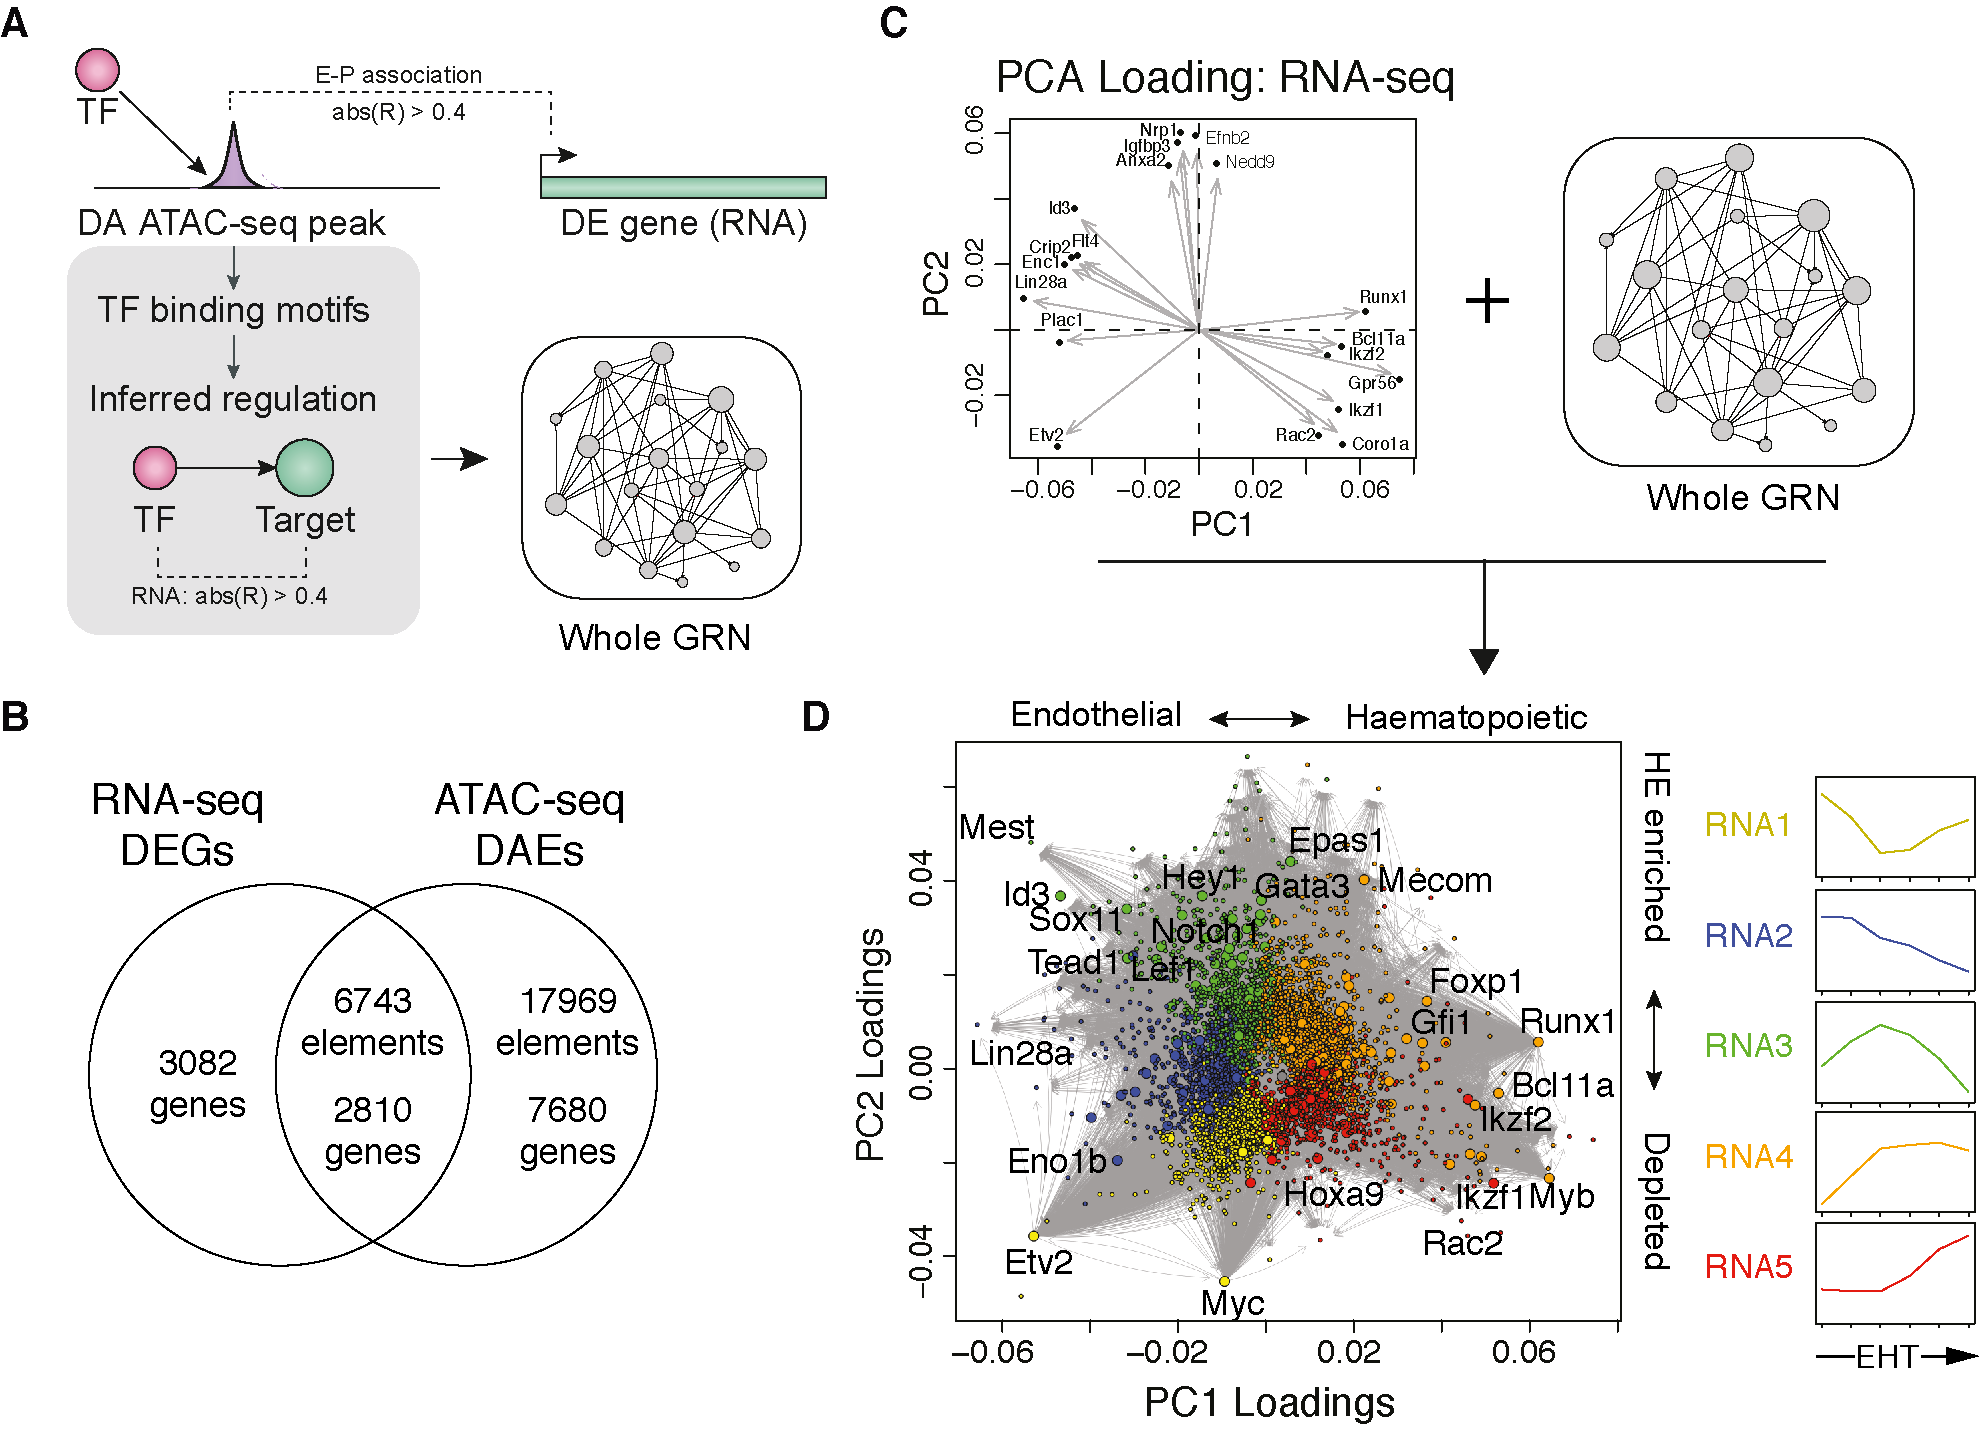 A
TF
E-P association
abs(R) > 0.4
DA ATAC-seq peak
DE gene (RNA)
TF binding motifs
Inferred regulation
TF
Target
RNA: abs(R) > 0.4
Whole GRN
B
RNA-seq
DEGs
ATAC-seq
DAEs
3082
genes
6743
elements
2810
genes
17969
elements
7680
genes
C
PCA Loading: RNA-seq
PC2
0.06
0.02
−0.02
Nrp1
Igfbp3
Anxa2
Efnb2
Nedd9
Id3
Crip2
Flt4
Enc1
Lin28a
Plac1
Etv2
Runx1
Bcl11a
Ikzf2
Gpr56
Ikzf1
Rac2
Coro1a
−0.06
−0.02
0.02
0.06
PC1
Whole GRN
D
Endothelial
Haematopoietic
PC2 Loadings
0.04
0.00
−0.04
Mest
Epas1
Id3
Hey1
Gata3
Mecom
Sox11
Notch1
Tead1
Lef1
Foxp1
Gfi1
Runx1
Lin28a
Bcl11a
Ikzf2
Eno1b
Hoxa9
Ikzf1
Myb
Rac2
Etv2
Myc
−0.06
−0.02
0.02
0.06
PC1 Loadings
HE enriched
Depleted
RNA1
RNA2
RNA3
RNA4
RNA5
EHT